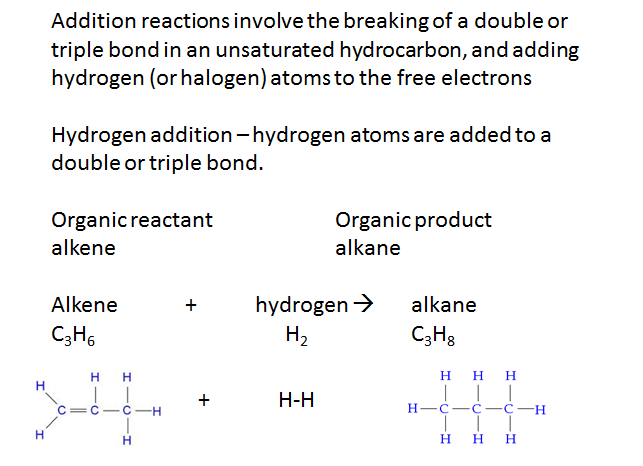 Addition reactions involve the breaking of a double or
triple bond in an unsaturated hydrocarbon, and adding
hydrogen (or halogen) atoms to the free electrons
Hydrogen addition – hydrogen atoms are added to a
double or triple bond.
Organic reactant Organic product
alkene alkane
Alkene + hydrogen → alkane
C₃H₆ H₂ C₃H₈
H H H H H H
H C=C—C—H + H-H H—C—C—C—H
H H H H H